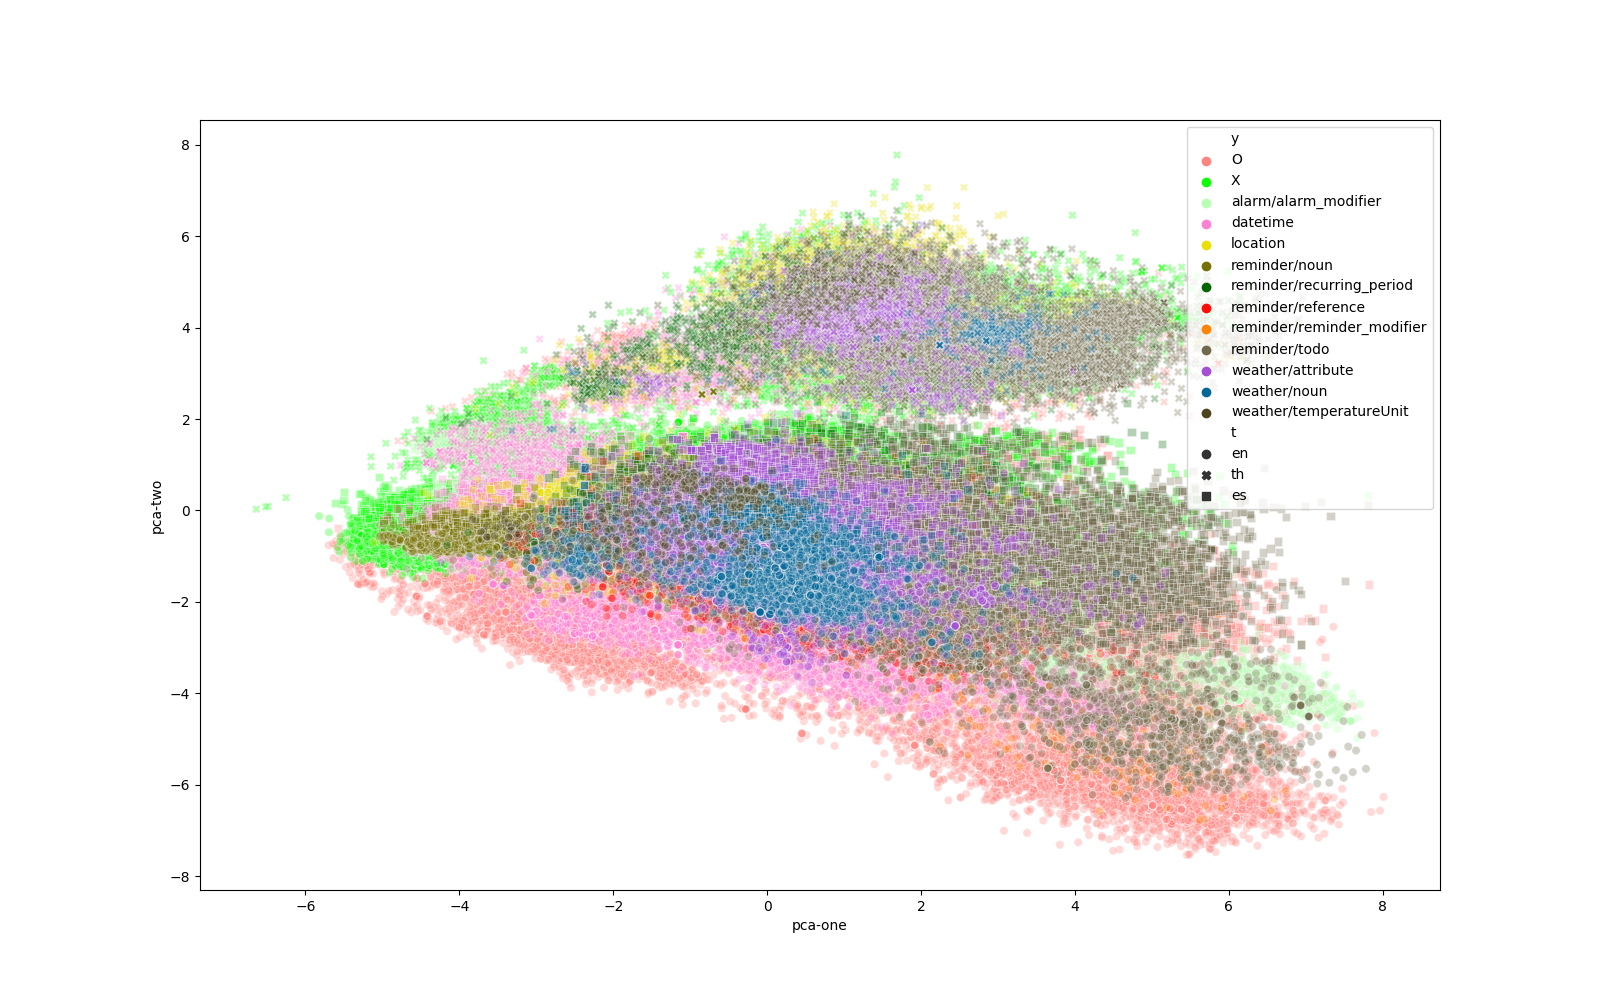 y
O
X
alarm/alarm_modifier
datetime
location
reminder/noun
reminder/recurring_period
reminder/reference
reminder/reminder_modifier
reminder/todo
weather/attribute
weather/noun
weather/temperatureUnit
t
en
th
es
8
6
4
2
0
−2
−4
−6
−8
pca-two
−6
−4
−2
0
2
4
6
8
pca-one